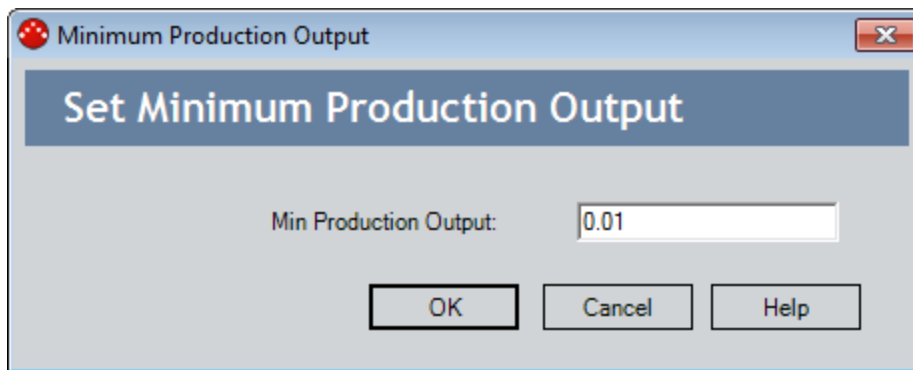 Minimum Production Output
Set Minimum Production Output
Min Production Output: 0.01
OK Cancel Help